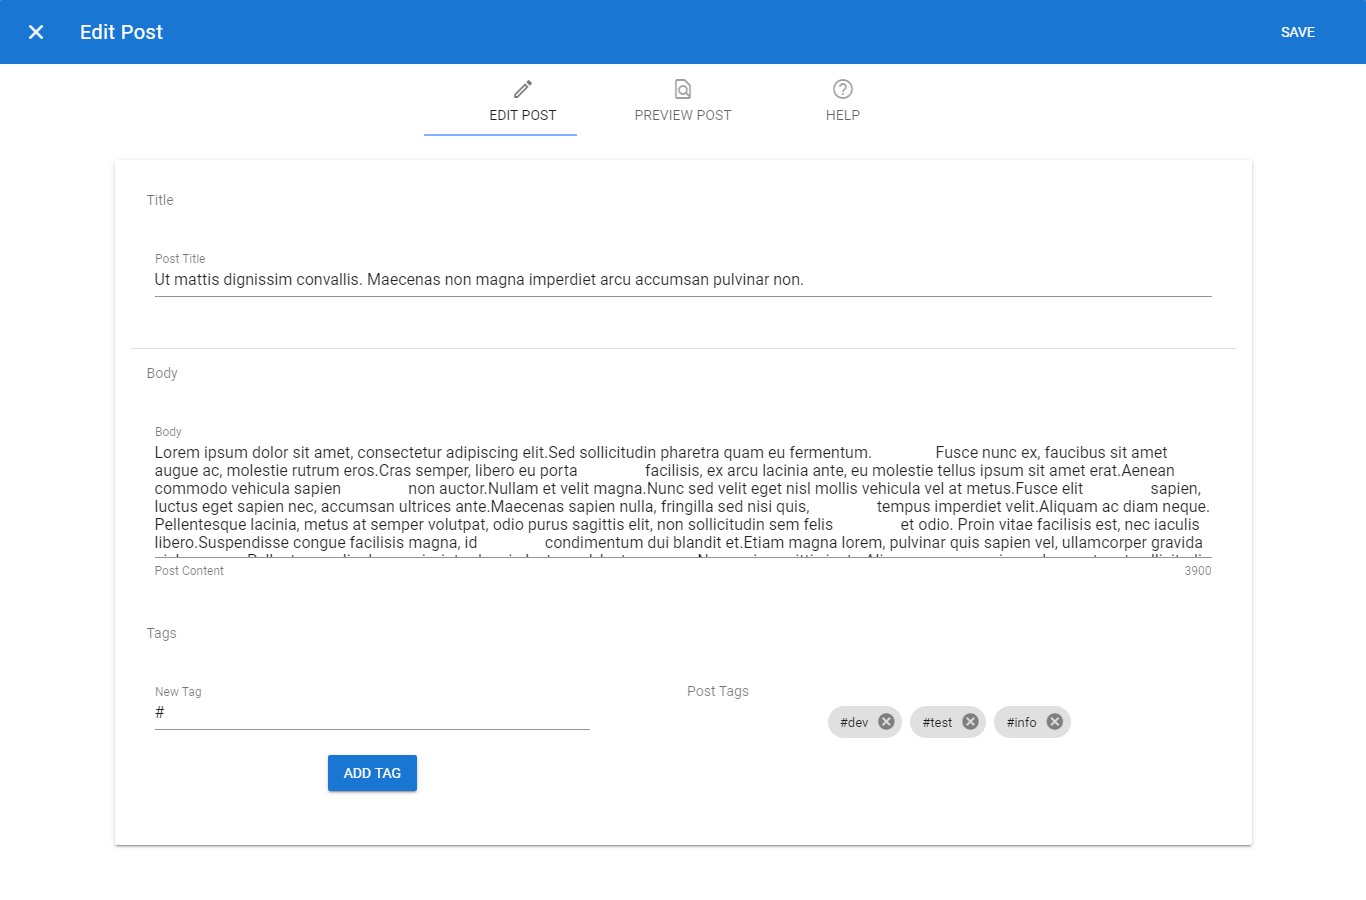 Edit Post
SAVE
EDIT POST
PREVIEW POST
HELP
Title
Post Title
Ut mattis dignissim convallis. Maecenas non magna imperdiet arcu accumsan pulvinar non.
Body
Body
Lorem ipsum dolor sit amet, consectetur adipiscing elit.Sed sollicitudin pharetra quam eu fermentum. Fusce nunc ex, faucibus sit amet
augue ac, molestie rutrum eros.Cras semper, libero eu porta facilisis, ex arcu lacinia ante, eu molestie tellus ipsum sit amet erat.Aenean
commodo vehicula sapien non auctor.Nullam et velit magna.Nunc sed velit eget nisl mollis vehicula vel at metus.Fusce elit sapien,
luctus eget sapien nec, accumsan ultrices ante.Maecenas sapien nulla, fringilla sed nisi quis, tempus imperdiet velit.Aliquam ac diam neque.
Pellentesque lacinia, metus at semper volutpat, odio purus sagittis elit, non sollicitudin sem felis et odio. Proin vitae facilisis est, nec iaculis
libero.Suspendisse congue facilisis magna, id condimentum dui blandit et.Etiam magna lorem, pulvinar quis sapien vel, ullamcorper gravida
Post Content
3900
Tags
New Tag
#
Post Tags
#dev
#test
#info
ADD TAG